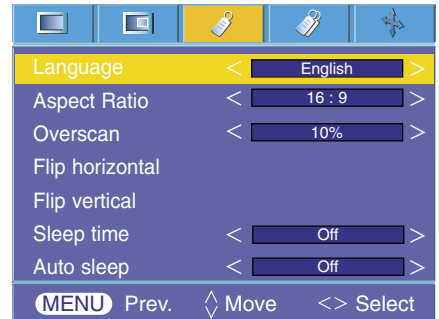 Language < English >
Aspect Ratio < 16 : 9 >
Overscan < 10% >
Flip horizontal
Flip vertical
Sleep time < Off >
Auto sleep < Off >
MENU Prev. Move <> Select